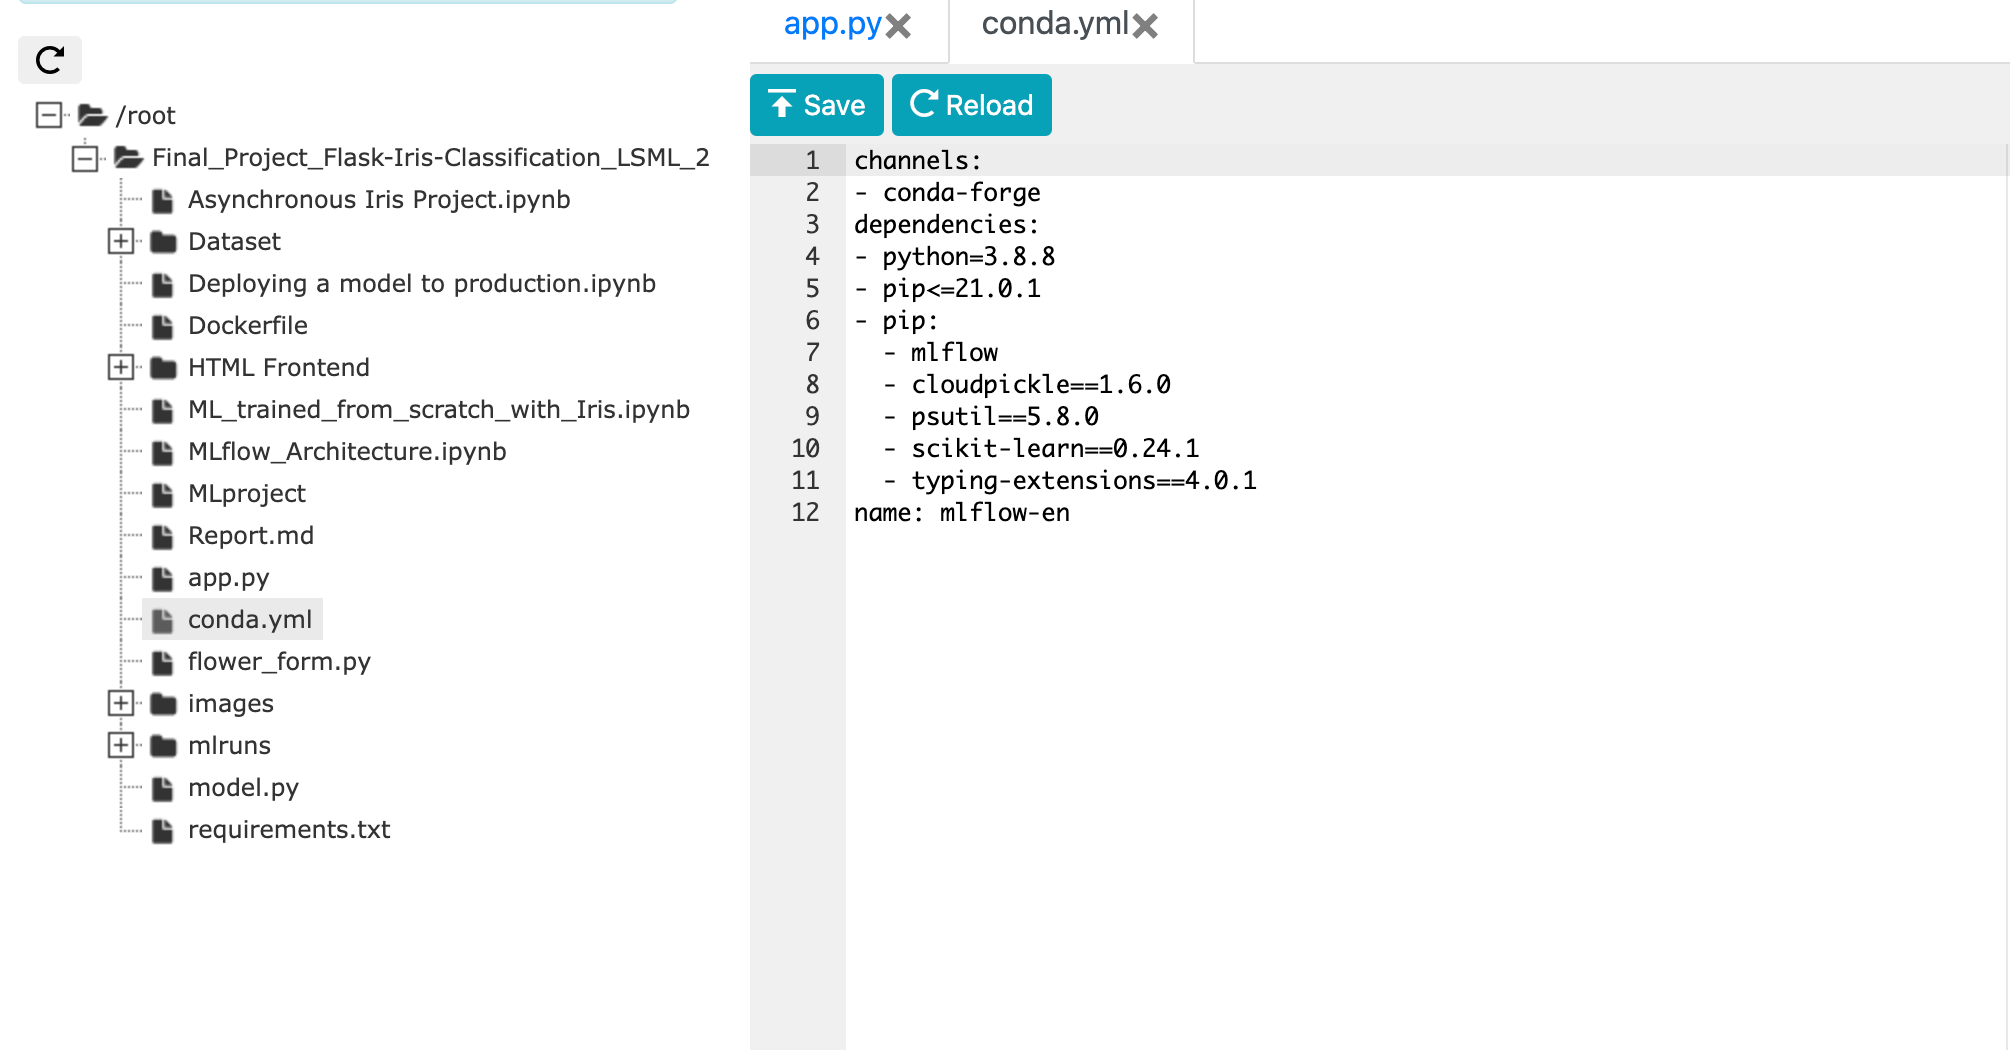 /root
Final_Project_Flask-Iris-Classification_LSML_2
Asynchronous Iris Project.ipynb
Dataset
Deploying a model to production.ipynb
Dockerfile
HTML Frontend
ML_trained_from_scratch_with_Iris.ipynb
MLflow_Architecture.ipynb
MLproject
Report.md
app.py
conda.yml
flower_form.py
images
mlruns
model.py
requirements.txt
app.py conda.yml
Save Reload
1 channels:
2 - conda-forge
3 dependencies:
4 - python=3.8.8
5 - pip<=21.0.1
6 - pip:
7   - mlflow
8   - cloudpickle==1.6.0
9   - psutil==5.8.0
10   - scikit-learn==0.24.1
11   - typing-extensions==4.0.1
12 name: mlflow-en